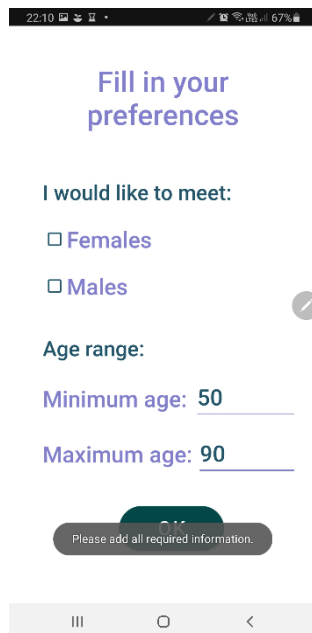 22:10 67%
Fill in your
preferences
I would like to meet:
Females
Males
Age range:
Minimum age: 50
Maximum age: 90
OK
Please add all required information.